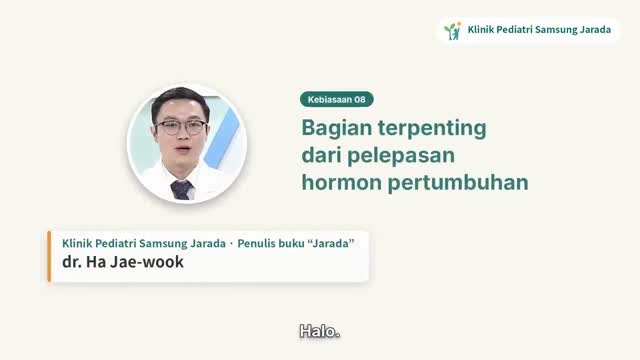 Klinik Pediatri Samsung Jarada
Kebiasaan 08
Bagian terpenting
dari pelepasan
hormon pertumbuhan
Klinik Pediatri Samsung Jarada · Penulis buku “Jarada”
dr. Ha Jae-wook
Halo.